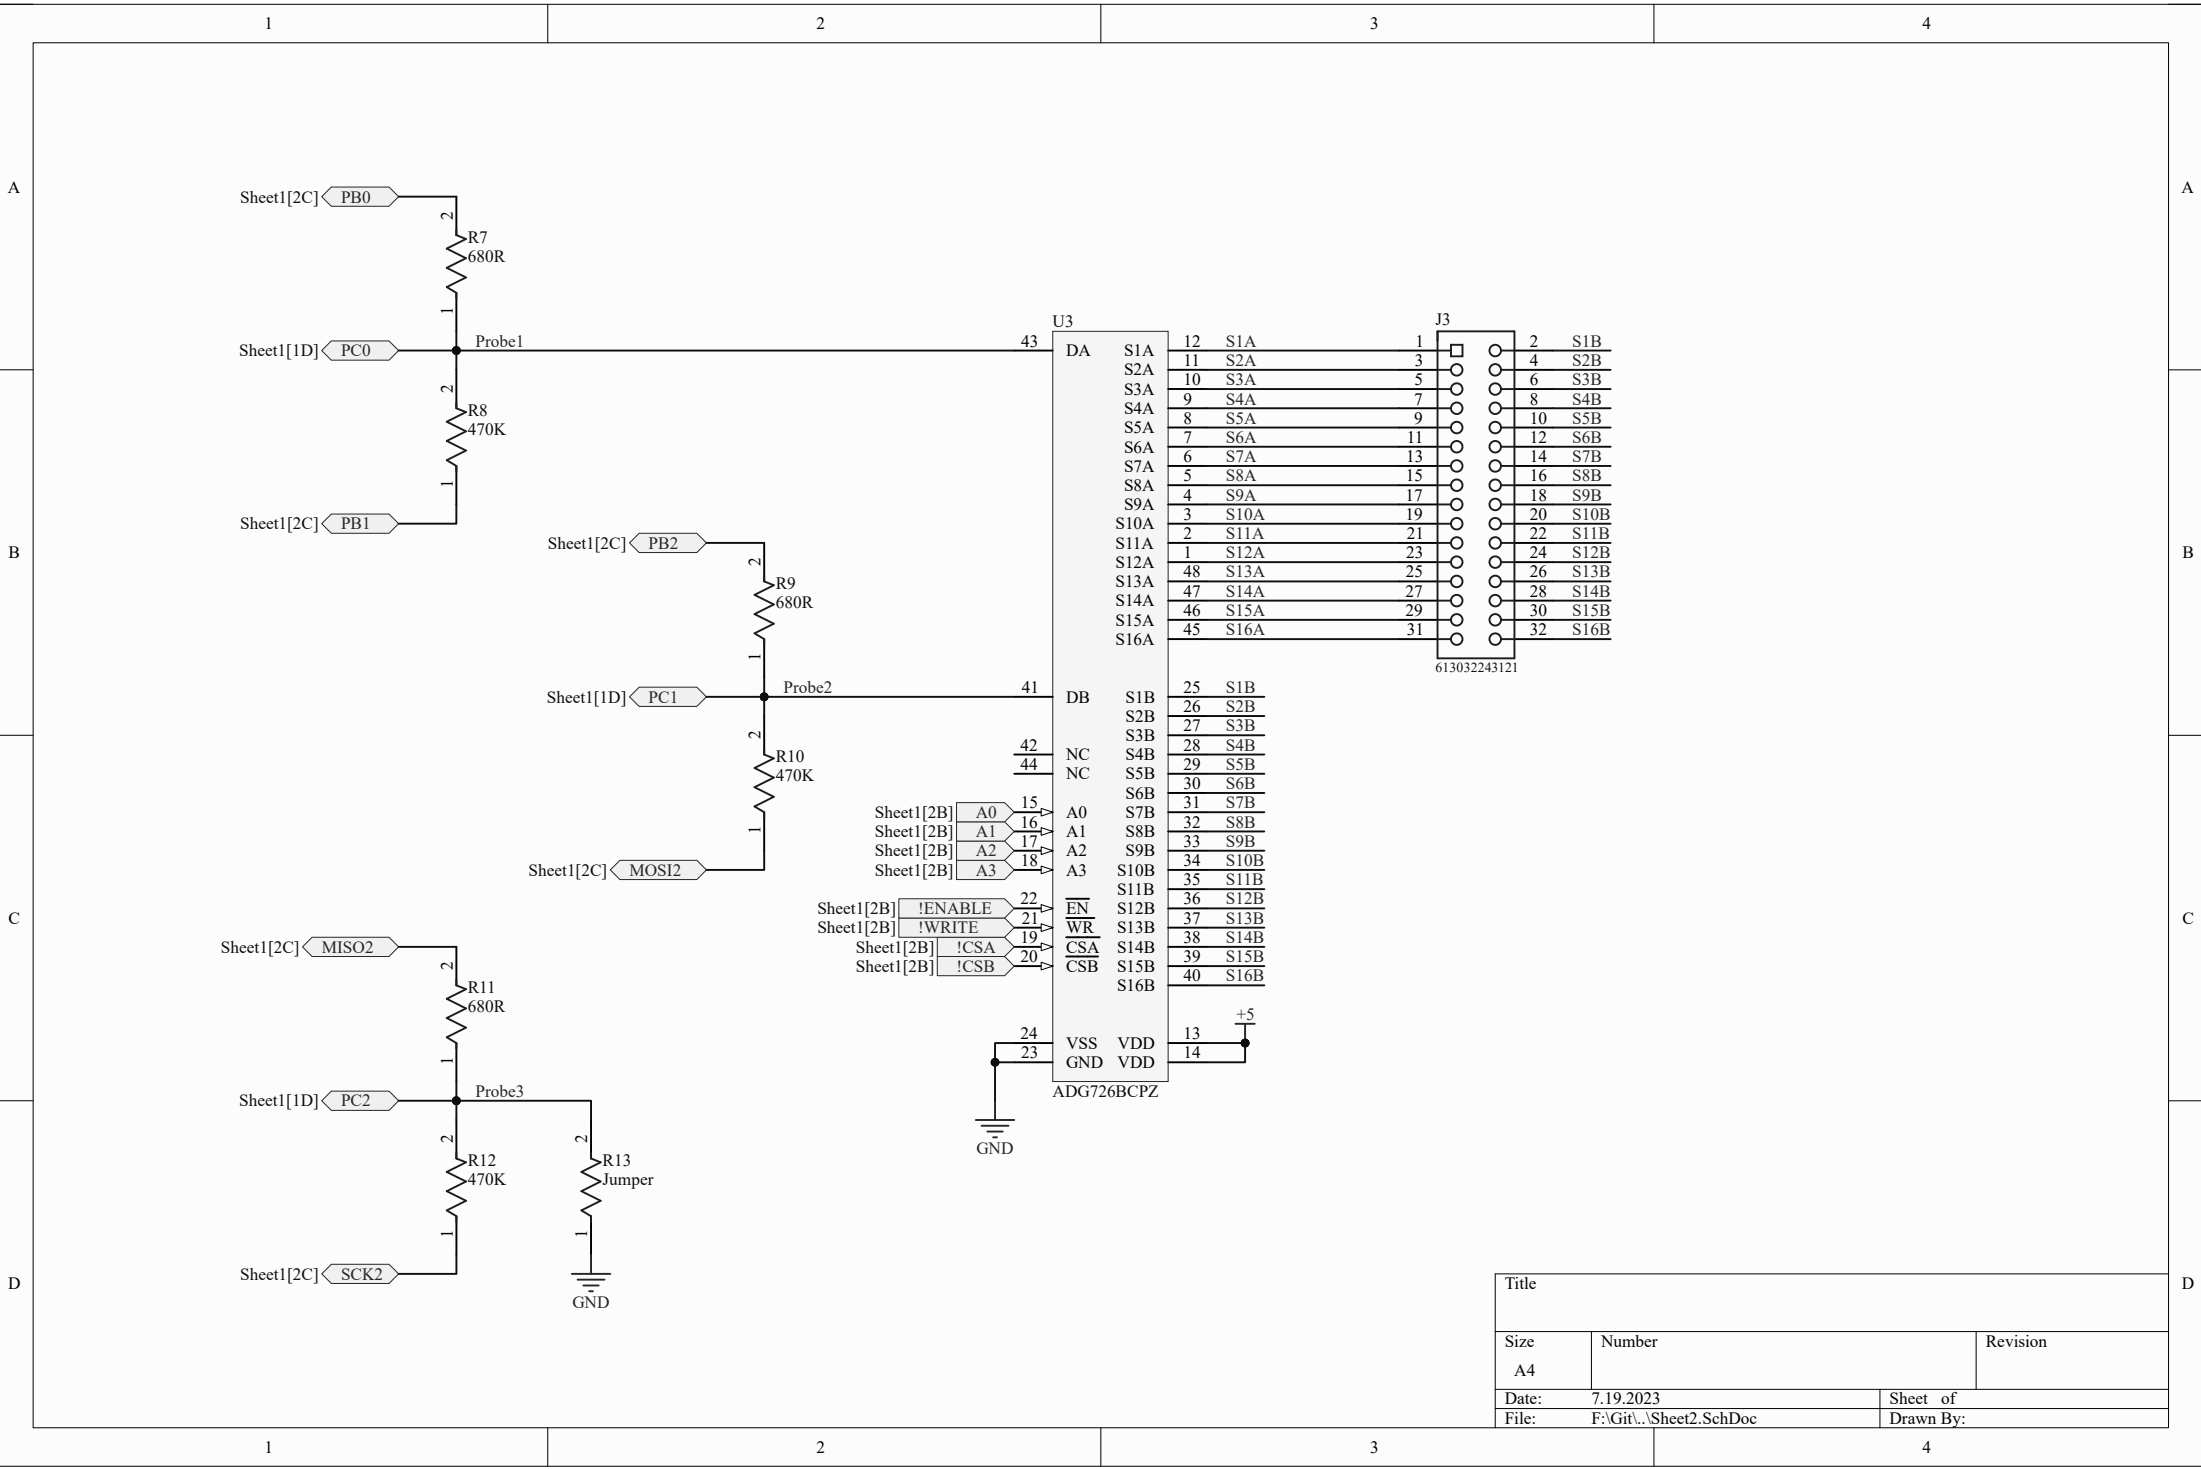 1 2 3 4
A A
B B
C C
D D
Sheet1[2C] PB0
2
R7
680R
1
Sheet1[1D] PC0 Probe1
2
R8
470K
1
Sheet1[2C] PB1
Sheet1[2C] PB2
2
R9
680R
1
Sheet1[1D] PC1 Probe2
2
R10
470K
1
Sheet1[2C] MOSI2
Sheet1[2C] MISO2
2
R11
680R
1
Sheet1[1D] PC2 Probe3
2
R12
470K
1
Sheet1[2C] SCK2
2
R13
Jumper
1
GND
U3
43 DA S1A 12 S1A
S2A 11 S2A
S3A 10 S3A
S4A 9 S4A
S5A 8 S5A
S6A 7 S6A
S7A 6 S7A
S8A 5 S8A
S9A 4 S9A
S10A 3 S10A
S11A 2 S11A
S12A 1 S12A
S13A 48 S13A
S14A 47 S14A
S15A 46 S15A
S16A 45 S16A
41 DB S1B 25 S1B
S2B 26 S2B
S3B 27 S3B
42 NC S4B 28 S4B
44 NC S5B 29 S5B
S6B 30 S6B
Sheet1[2B] A0 15 A0 S7B 31 S7B
Sheet1[2B] A1 16 A1 S8B 32 S8B
Sheet1[2B] A2 17 A2 S9B 33 S9B
Sheet1[2B] A3 18 A3 S10B 34 S10B
S11B 35 S11B
Sheet1[2B] !ENABLE 22 EN S12B 36 S12B
Sheet1[2B] !WRITE 21 WR S13B 37 S13B
Sheet1[2B] !CSA 19 CSA S14B 38 S14B
Sheet1[2B] !CSB 20 CSB S15B 39 S15B
S16B 40 S16B
+5
24 VSS VDD 13
23 GND VDD 14
ADG726BCPZ
GND
J3
1 2 S1B
3 4 S2B
5 6 S3B
7 8 S4B
9 10 S5B
11 12 S6B
13 14 S7B
15 16 S8B
17 18 S9B
19 20 S10B
21 22 S11B
23 24 S12B
25 26 S13B
27 28 S14B
29 30 S15B
31 32 S16B
613032243121
Title
Size Number Revision
A4
Date: 7.19.2023 Sheet of
File: F:\Git\..\Sheet2.SchDoc Drawn By:
1 2 3 4